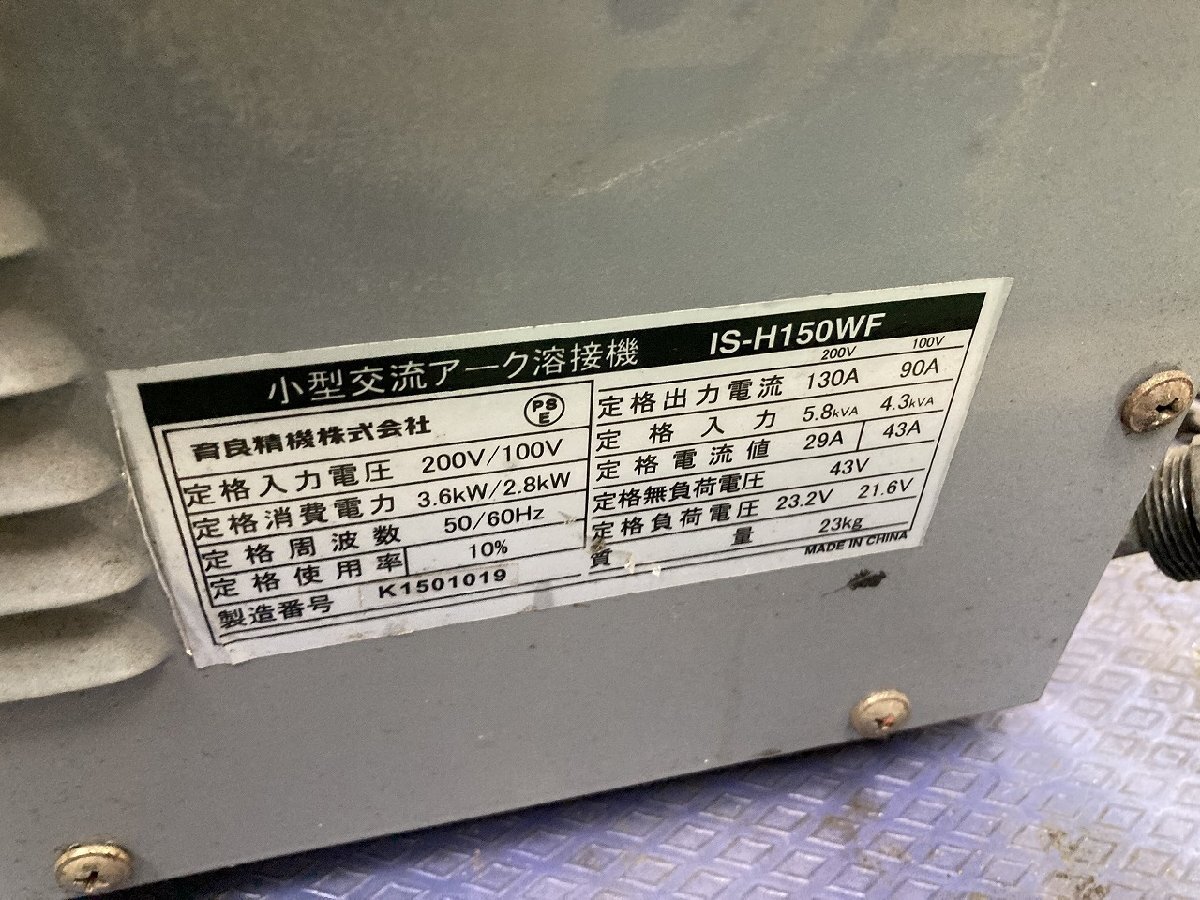 小型交流アーク溶接機 IS-H150WF
育良精機株式会社 PSE
定格入力電圧 200V/100V
定格消費電力 3.6kW/2.8kW
定格周波数 50/60Hz
定格使用率 10%
製造番号 K1501019
200V 100V
定格出力電流 130A 90A
定格入力 5.8kVA 4.3kVA
定格電流値 29A 43A
定格無負荷電圧 43V
定格負荷電圧 23.2V 21.6V
質量 23kg
MADE IN CHINA